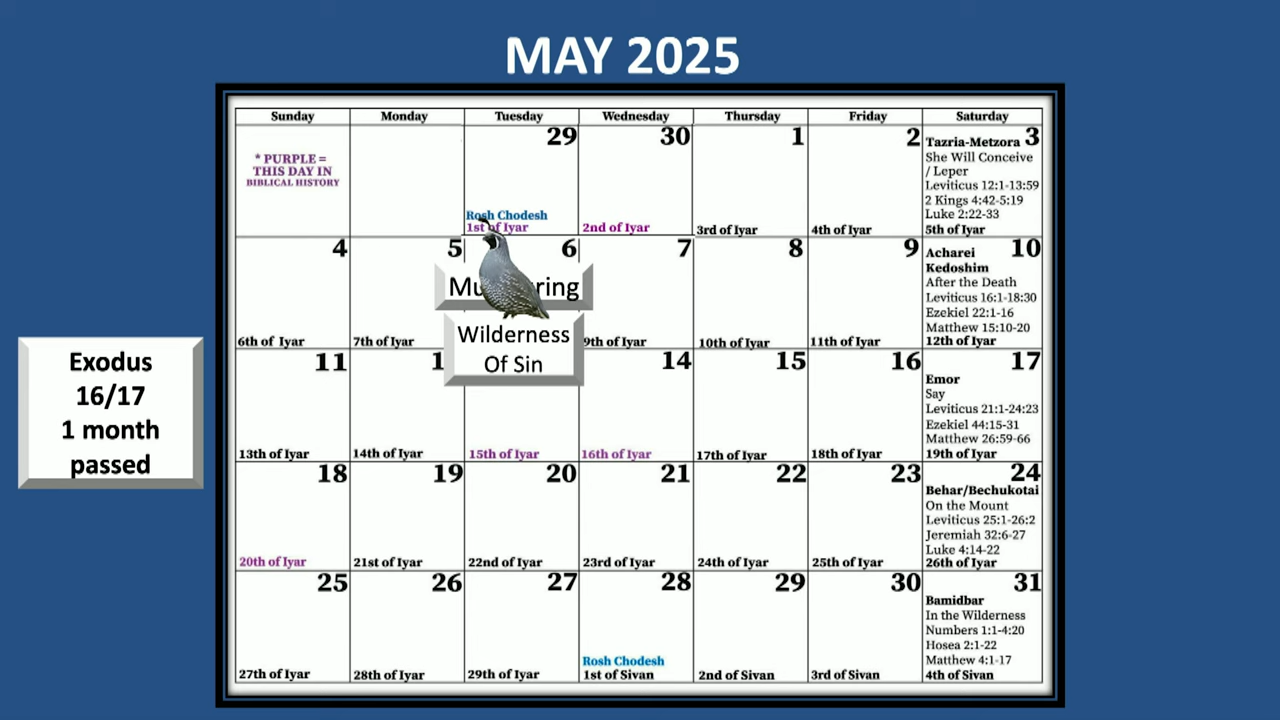 MAY 2025
Sunday Monday Tuesday Wednesday Thursday Friday Saturday
* PURPLE =
THIS DAY IN
BIBLICAL HISTORY
29
Rosh Chodesh
1st of Iyar
30
2nd of Iyar
1
3rd of Iyar
2
4th of Iyar
Tazria-Metzora 3
She Will Conceive
/ Leper
Leviticus 12:1-13:59
2 Kings 4:42-5:19
Luke 2:22-33
5th of Iyar
4
6th of Iyar
5
7th of Iyar
6
Wilderness
Of Sin
7
9th of Iyar
8
10th of Iyar
9
11th of Iyar
Acharei 10
Kedoshim
After the Death
Leviticus 16:1-18:30
Ezekiel 22:1-16
Matthew 15:10-20
12th of Iyar
Exodus
16/17
1 month
passed
11
13th of Iyar
14th of Iyar
15th of Iyar
14
16th of Iyar
15
17th of Iyar
16
18th of Iyar
17
Emor
Say
Leviticus 21:1-24:23
Ezekiel 44:15-31
Matthew 26:59-66
19th of Iyar
18
20th of Iyar
19
21st of Iyar
20
22nd of Iyar
21
23rd of Iyar
22
24th of Iyar
23
25th of Iyar
24
Behar/Bechukotai
On the Mount
Leviticus 25:1-26:2
Jeremiah 32:6-27
Luke 4:14-22
26th of Iyar
25
27th of Iyar
26
28th of Iyar
27
29th of Iyar
28
Rosh Chodesh
1st of Sivan
29
2nd of Sivan
30
3rd of Sivan
31
Bamidbar
In the Wilderness
Numbers 1:1-4:20
Hosea 2:1-22
Matthew 4:1-17
4th of Sivan